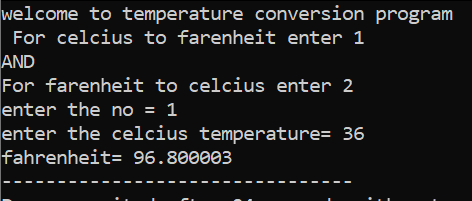 welcome to temperature conversion program
For celcius to farenheit enter 1
AND
For farenheit to celcius enter 2
enter the no = 1
enter the celcius temperature= 36
fahrenheit= 96.800003
--------------------------------